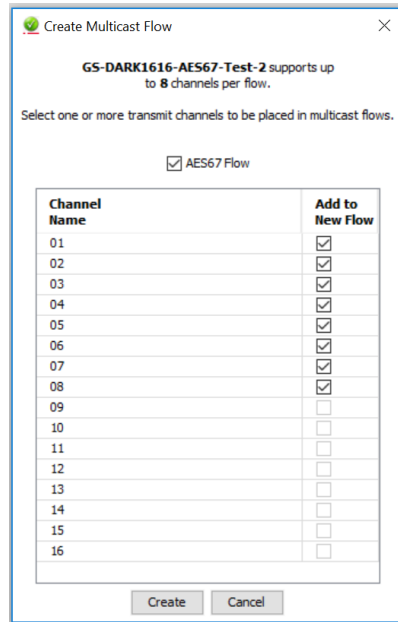 Create Multicast Flow
GS-DARK1616-AES67-Test-2 supports up
to 8 channels per flow.
Select one or more transmit channels to be placed in multicast flows.
AES67 Flow
Channel
Name
Add to
New Flow
01
02
03
04
05
06
07
08
09
10
11
12
13
14
15
16
Create Cancel